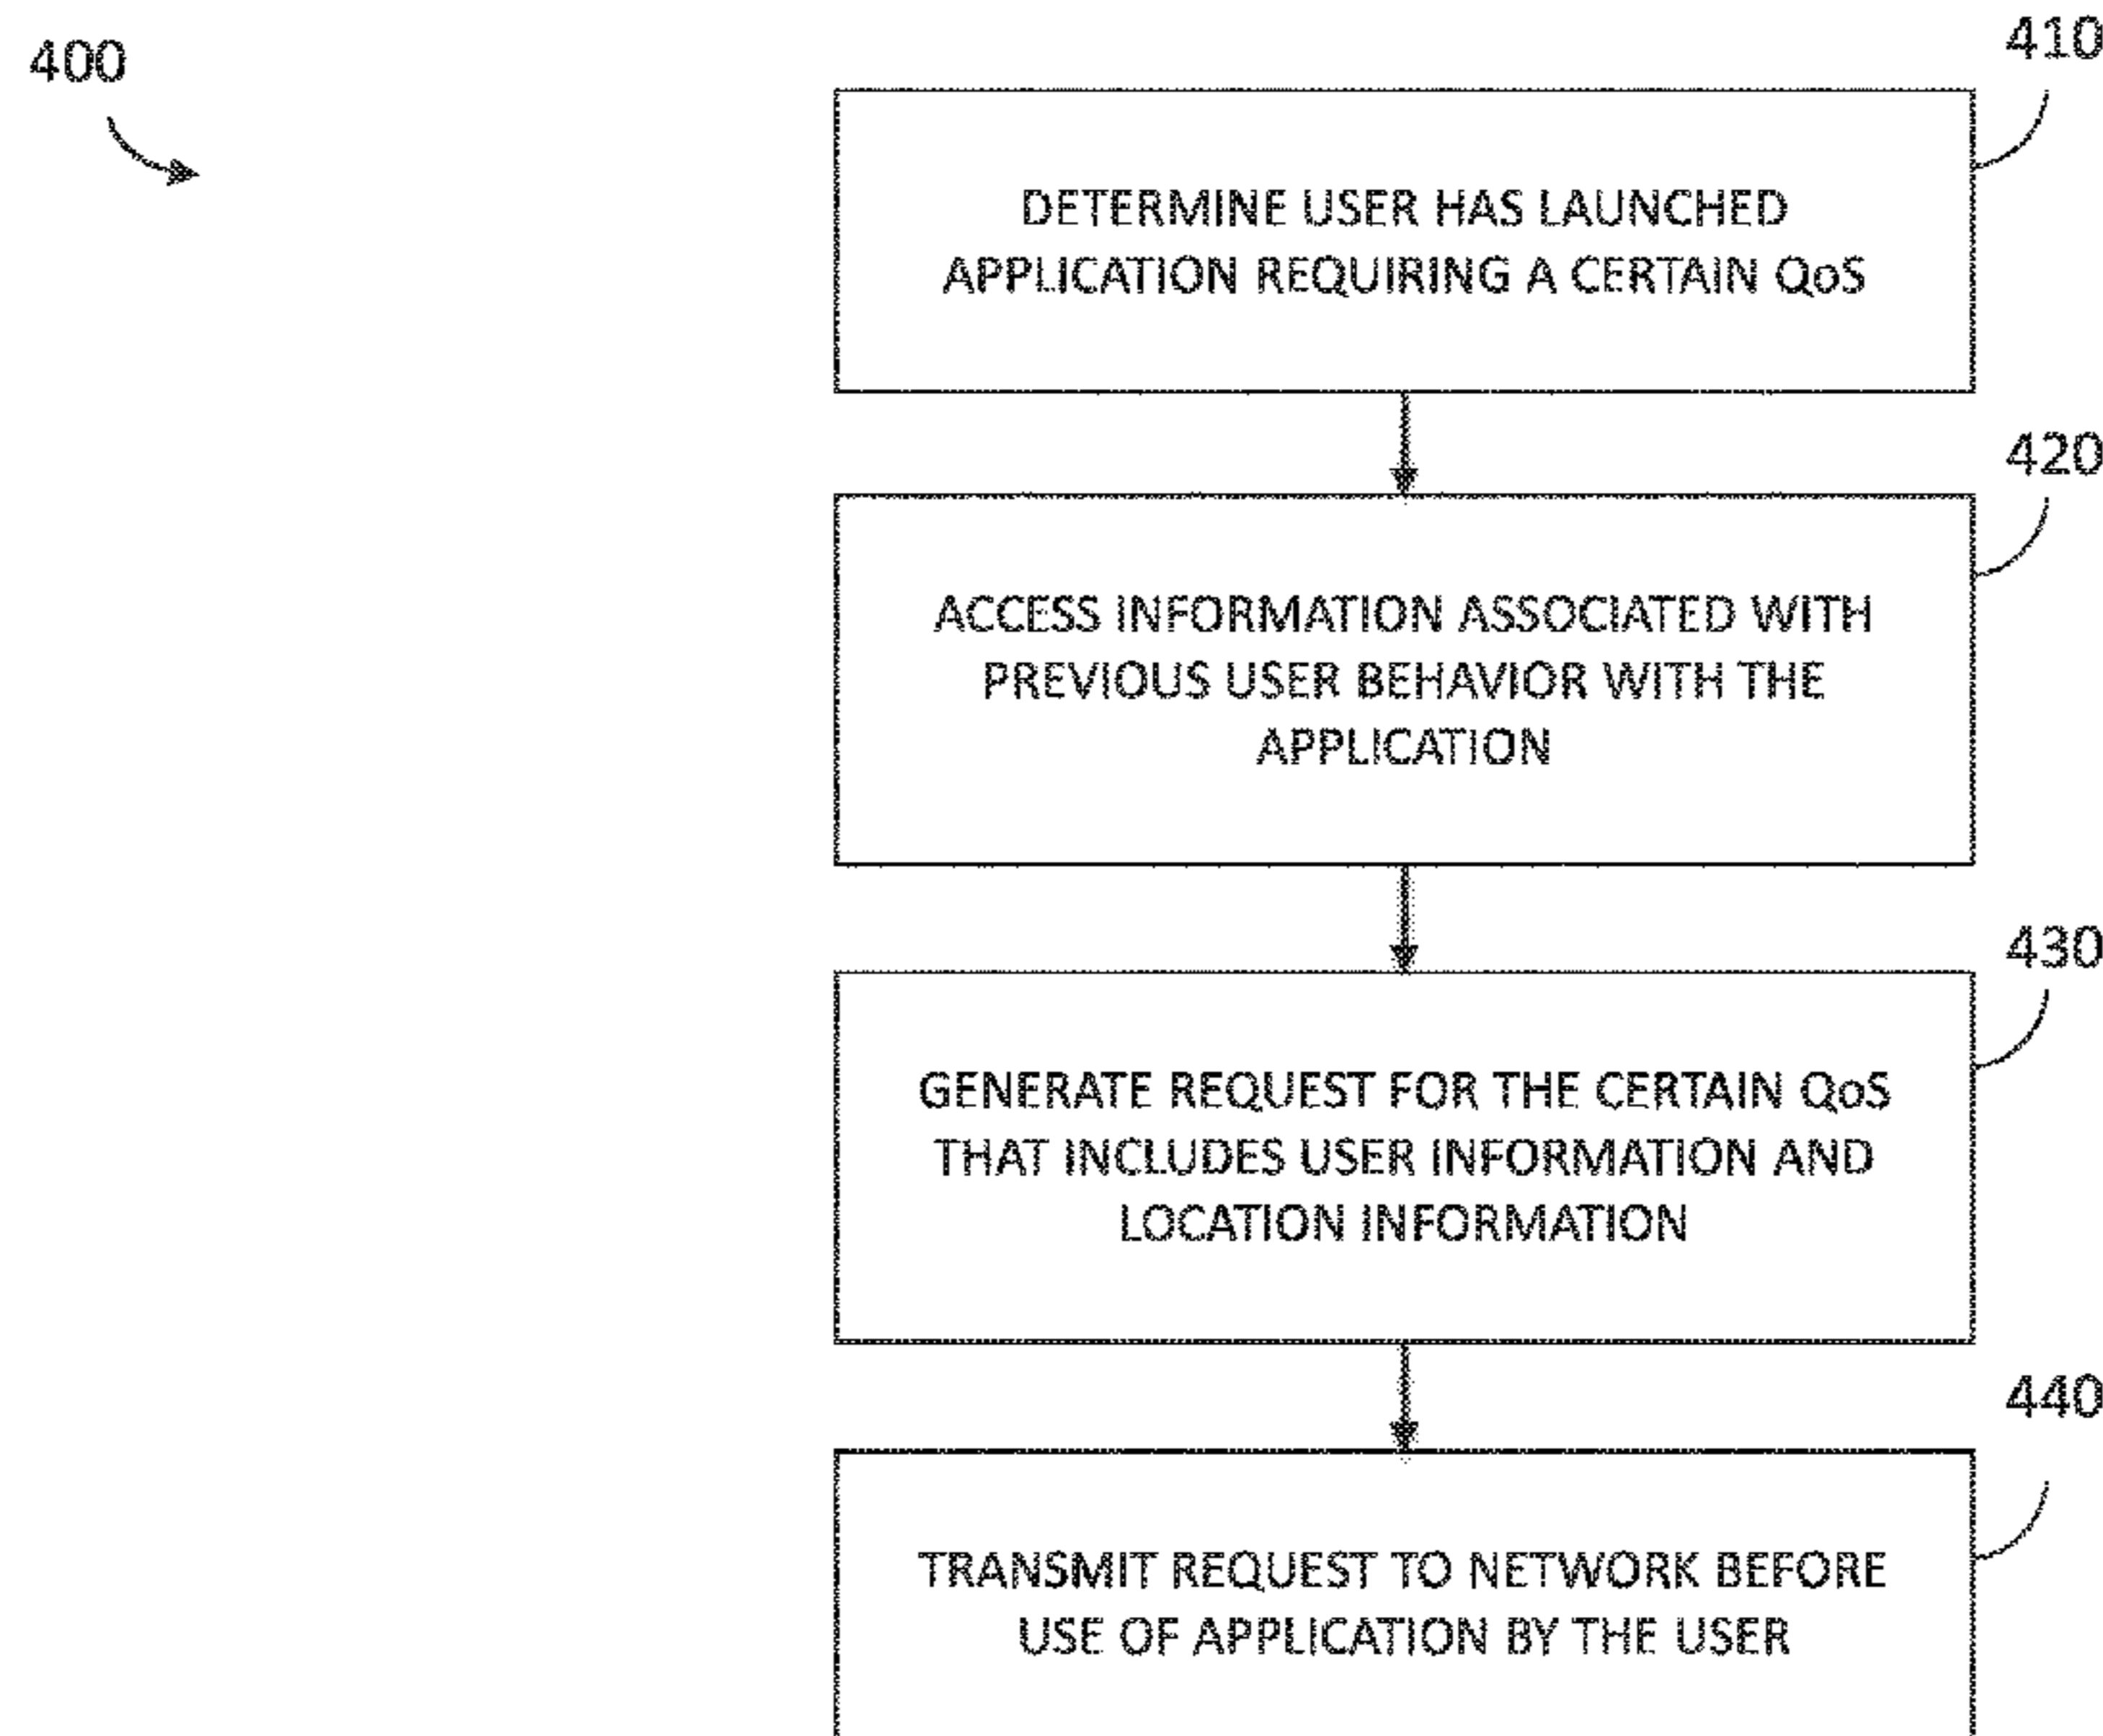 400
410
DETERMINE USER HAS LAUNCHED
APPLICATION REQUIRING A CERTAIN QoS
420
ACCESS INFORMATION ASSOCIATED WITH
PREVIOUS USER BEHAVIOR WITH THE
APPLICATION
430
GENERATE REQUEST FOR THE CERTAIN QoS
THAT INCLUDES USER INFORMATION AND
LOCATION INFORMATION
440
TRANSMIT REQUEST TO NETWORK BEFORE
USE OF APPLICATION BY THE USER